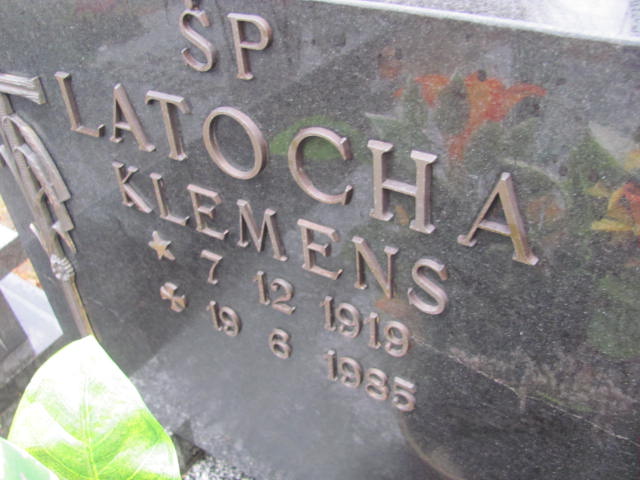 ŚP
LATOCHA
KLEMENS
7 12 1919
19 6 1985